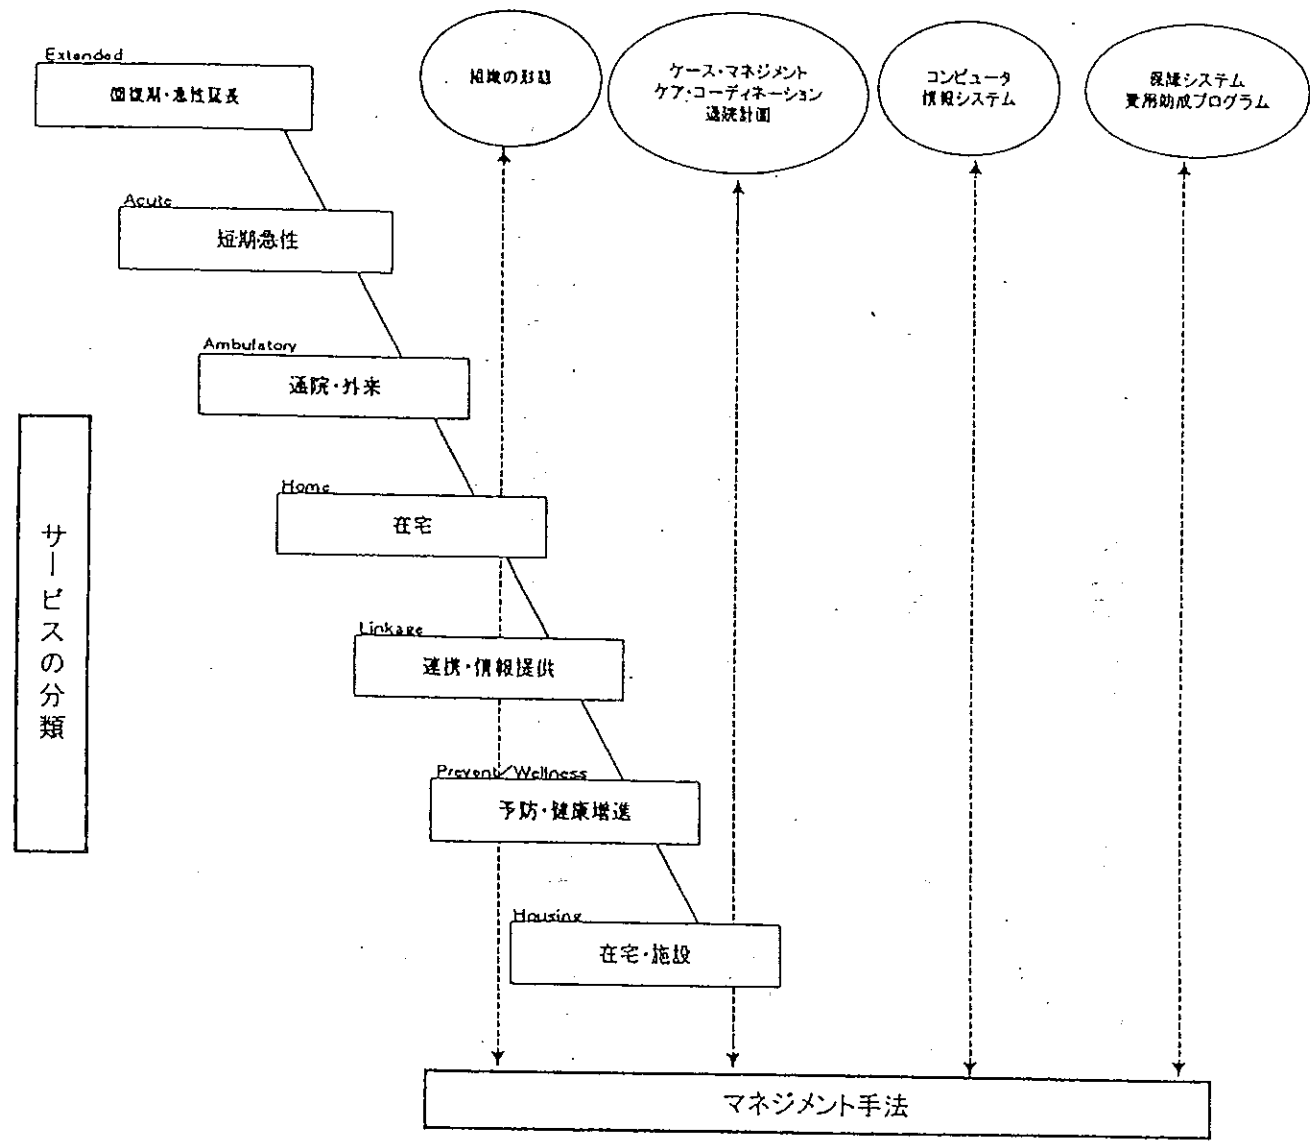 Extended
回復期・急性延長
組織の形態
ケース・マネジメント
ケア・コーディネーション
退院計画
コンピュータ
情報システム
保障システム
費用助成プログラム
Acute
短期急性
Ambulatory
通院・外来
Home
在宅
サービスの分類
Linkage
連携・情報提供
Prevent/Wellness
予防・健康増進
Housing
在宅・施設
マネジメント手法